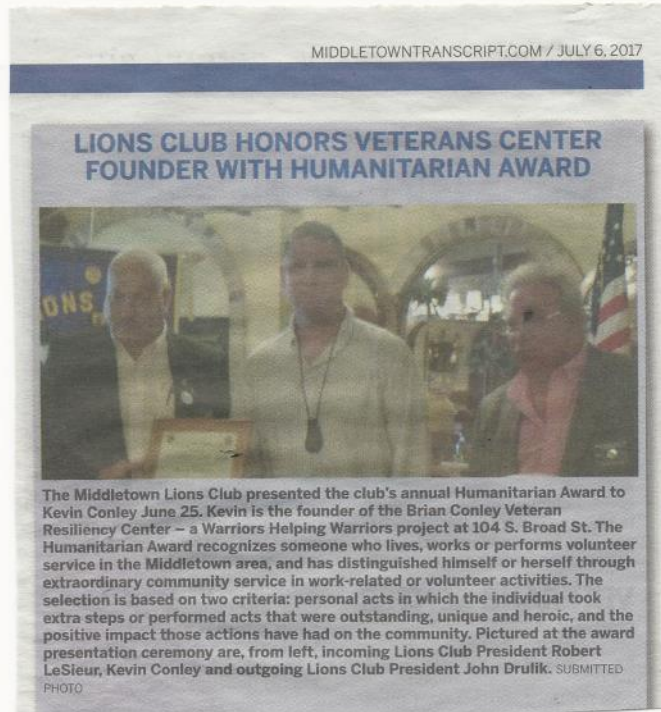 MIDDLETOWNTRANSCRIPT.COM / JULY 6, 2017
LIONS CLUB HONORS VETERANS CENTER
FOUNDER WITH HUMANITARIAN AWARD
ONS
The Middletown Lions Club presented the club's annual Humanitarian Award to
Kevin Conley June 25. Kevin is the founder of the Brian Conley Veteran
Resiliency Center – a Warriors Helping Warriors project at 104 S. Broad St. The
Humanitarian Award recognizes someone who lives, works or performs volunteer
service in the Middletown area, and has distinguished himself or herself through
extraordinary community service in work-related or volunteer activities. The
selection is based on two criteria: personal acts in which the individual took
extra steps or performed acts that were outstanding, unique and heroic, and the
positive impact those actions have had on the community. Pictured at the award
presentation ceremony are, from left, incoming Lions Club President Robert
LeSieur, Kevin Conley and outgoing Lions Club President John Drulik. SUBMITTED
PHOTO